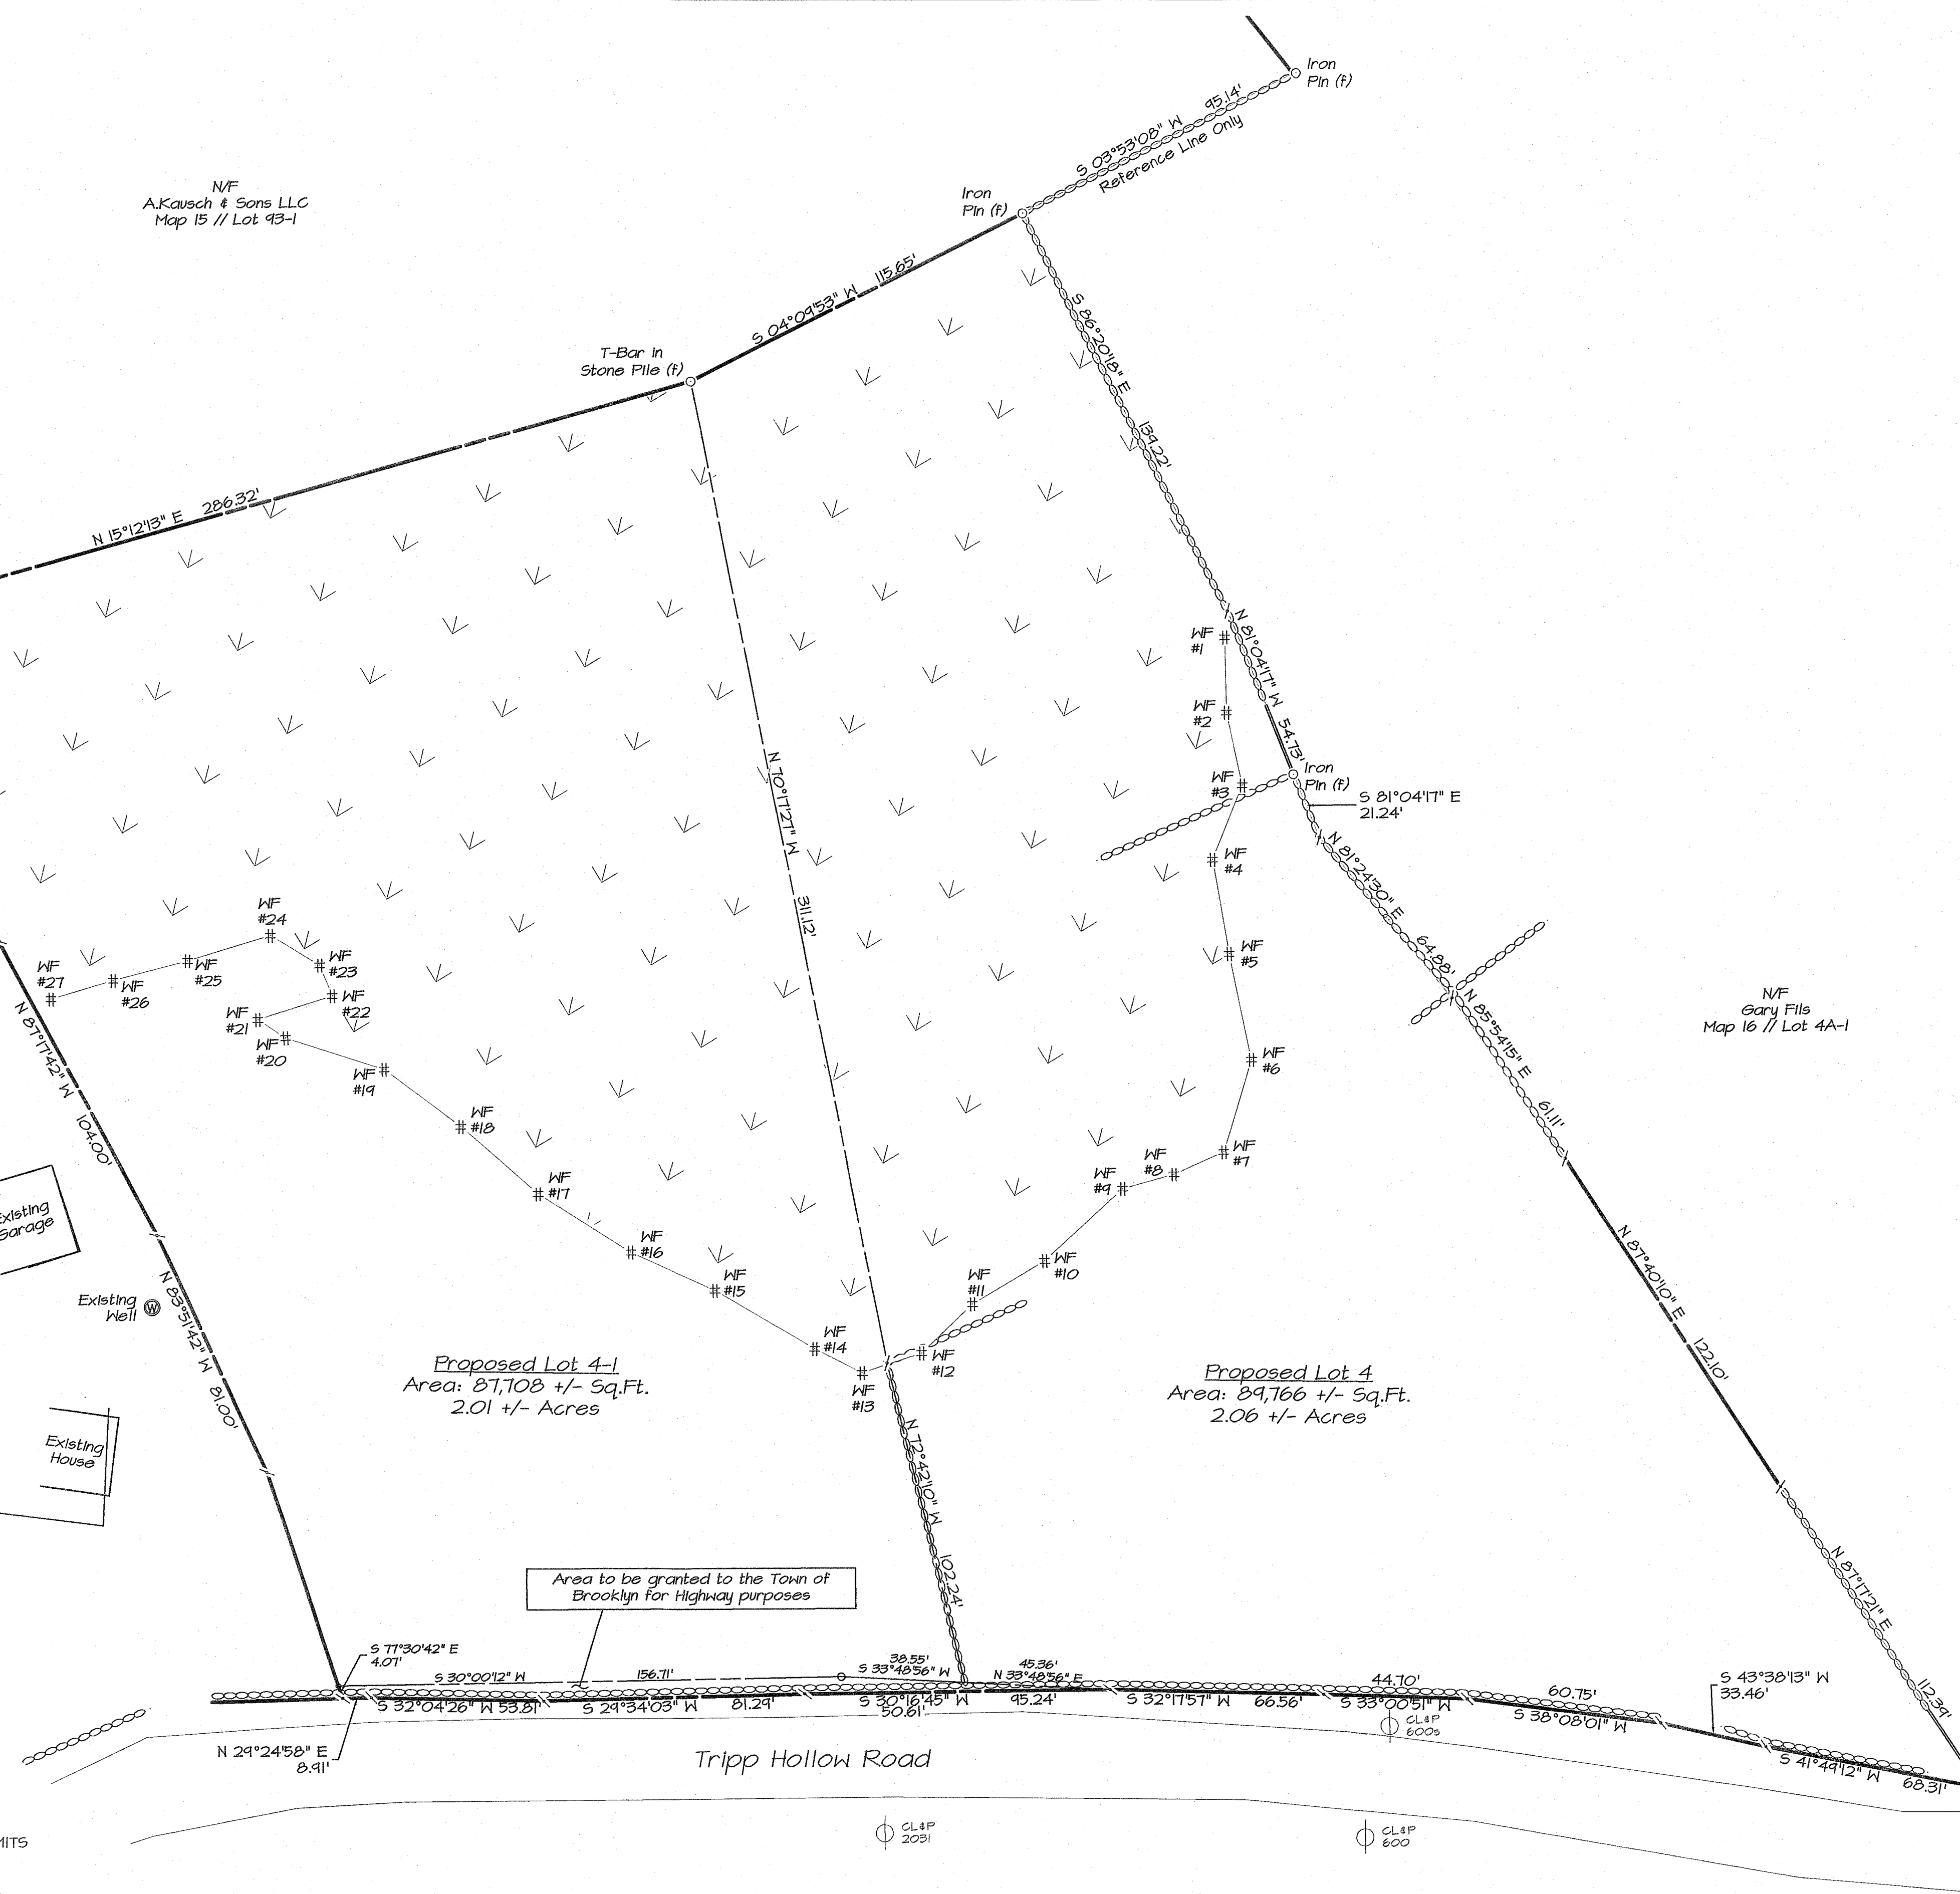 Iron
Pin (f)
S 03°53'08" W 95.14'
Reference Line Only
N/F
A.Kausch & Sons LLC
Map 15 // Lot 93-1
Iron
Pin (f)
S 04°09'53" W 115.65'
T-Bar in
Stone Pile (f)
S 86°20'18" E 139.22'
N 15°12'13" E 286.32'
WF
#1
N 81°04'17" W 54.73'
WF
#2
N 70°17'27" W 311.12'
WF
#3
Iron
Pin (f)
S 81°04'17" E
21.24'
WF
#4
N 81°24'30" E 64.88'
WF
#24
WF
#5
WF
#23
WF
#27
WF
#25
WF
#26
WF
#22
WF
#21
WF
#20
N/F
Gary Fils
Map 16 // Lot 4A-1
N 85°54'15" E 61.11'
N 87°17'42" W 104.00'
WF
#6
WF
#19
WF
#18
WF
#7
WF
#8
WF
#9
WF
#17
Existing
Garage
WF
#16
WF
#10
WF
#11
WF
#15
N 87°40'10" E 122.10'
Existing
Well
W
N 83°51'42" W 81.00'
WF
#14
WF
#12
WF
#13
Proposed Lot 4-1
Area: 87,708 +/- Sq.Ft.
2.01 +/- Acres
Proposed Lot 4
Area: 89,766 +/- Sq.Ft.
2.06 +/- Acres
Existing
House
N 72°42'10" W 102.24'
Area to be granted to the Town of
Brooklyn for Highway purposes
N 87°17'21" E 112.39'
S 77°30'42" E
4.07'
S 30°00'12" W 156.71'
38.55'
S 33°48'56" W
45.36'
N 33°48'56" E
44.70'
60.75'
S 43°38'13" W
33.46'
S 32°04'26" W 53.81'
S 29°34'03" W 81.29'
S 30°16'45" W
50.61'
95.24'
S 32°17'57" W 66.56'
S 33°00'51" W
S 38°08'01" W
CL&P
600s
N 29°24'58" E
8.91'
Tripp Hollow Road
S 41°49'12" W 68.31'
MITS
CL&P
2031
CL&P
600